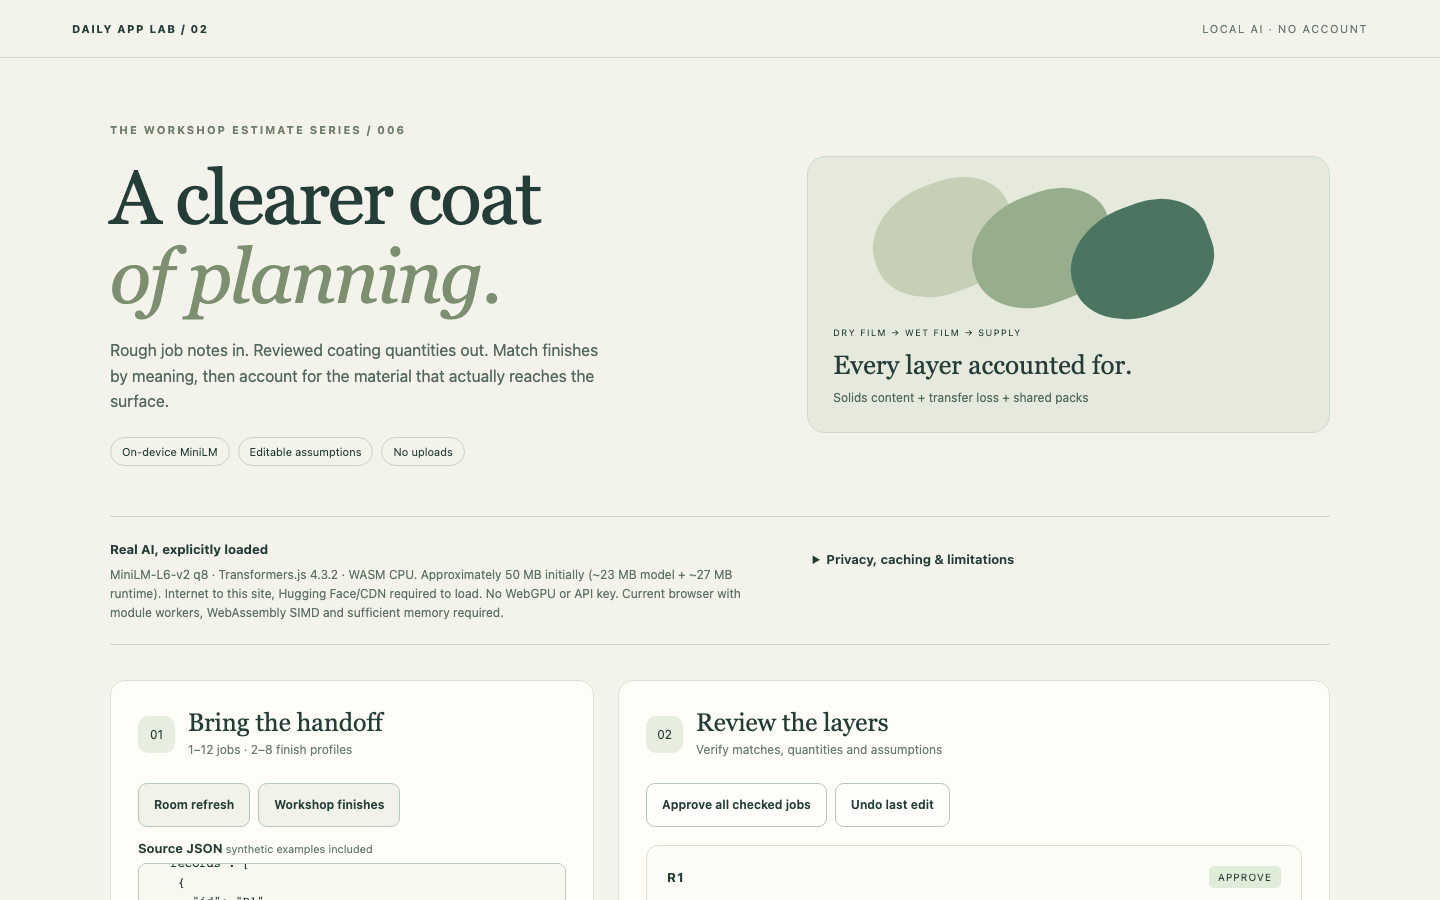 DAILY APP LAB / 02
LOCAL AI · NO ACCOUNT
THE WORKSHOP ESTIMATE SERIES / 006
A clearer coat
of planning.
Rough job notes in. Reviewed coating quantities out. Match finishes
by meaning, then account for the material that actually reaches the
surface.
On-device MiniLM
Editable assumptions
No uploads
DRY FILM → WET FILM → SUPPLY
Every layer accounted for.
Solids content + transfer loss + shared packs
Real AI, explicitly loaded
MiniLM-L6-v2 q8 · Transformers.js 4.3.2 · WASM CPU. Approximately 50 MB initially (~23 MB model + ~27 MB
runtime). Internet to this site, Hugging Face/CDN required to load. No WebGPU or API key. Current browser with
module workers, WebAssembly SIMD and sufficient memory required.
Privacy, caching & limitations
01
Bring the handoff
1–12 jobs · 2–8 finish profiles
Room refresh
Workshop finishes
Source JSON synthetic examples included
"records": [
{
"id": "R1"
02
Review the layers
Verify matches, quantities and assumptions
Approve all checked jobs
Undo last edit
R1
APPROVE